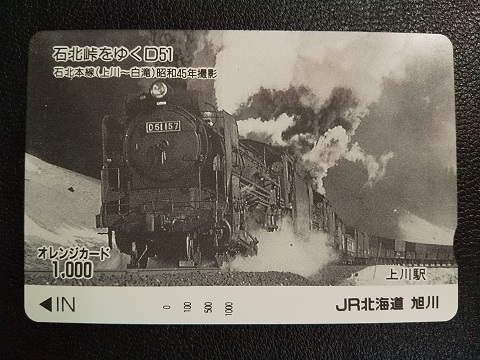 石北峠をゆくD51
石北本線(上川〜白滝)昭和45年撮影
D51157
オレンジカード
1,000
上川駅
◀IN
0 100 500 1000
JR北海道 旭川